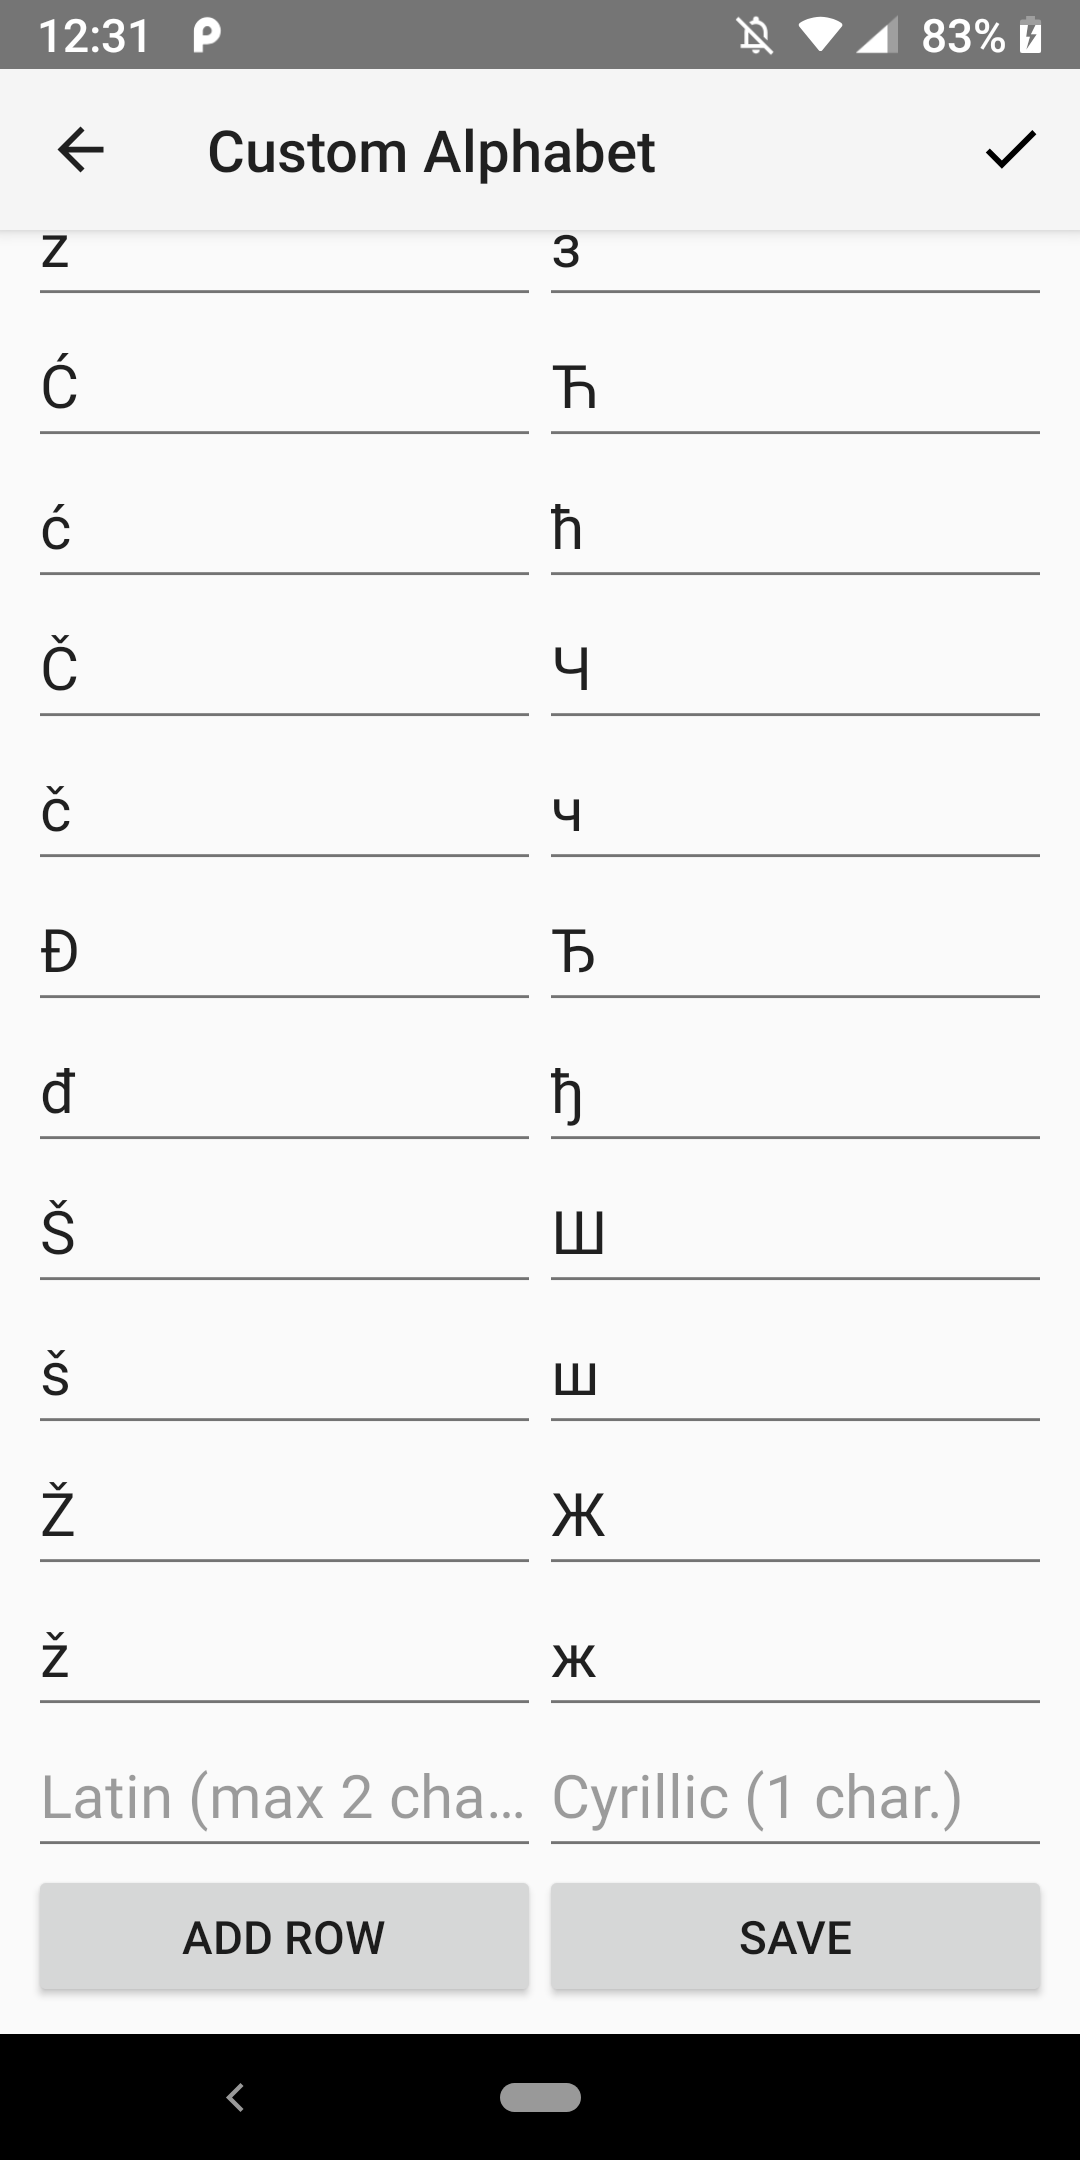 12:31 83%
Custom Alphabet
z з
Ć Ћ
ć ћ
Č Ч
č ч
Đ Ђ
đ ђ
Š Ш
š ш
Ž Ж
ž ж
Latin (max 2 cha... Cyrillic (1 char.)
ADD ROW SAVE